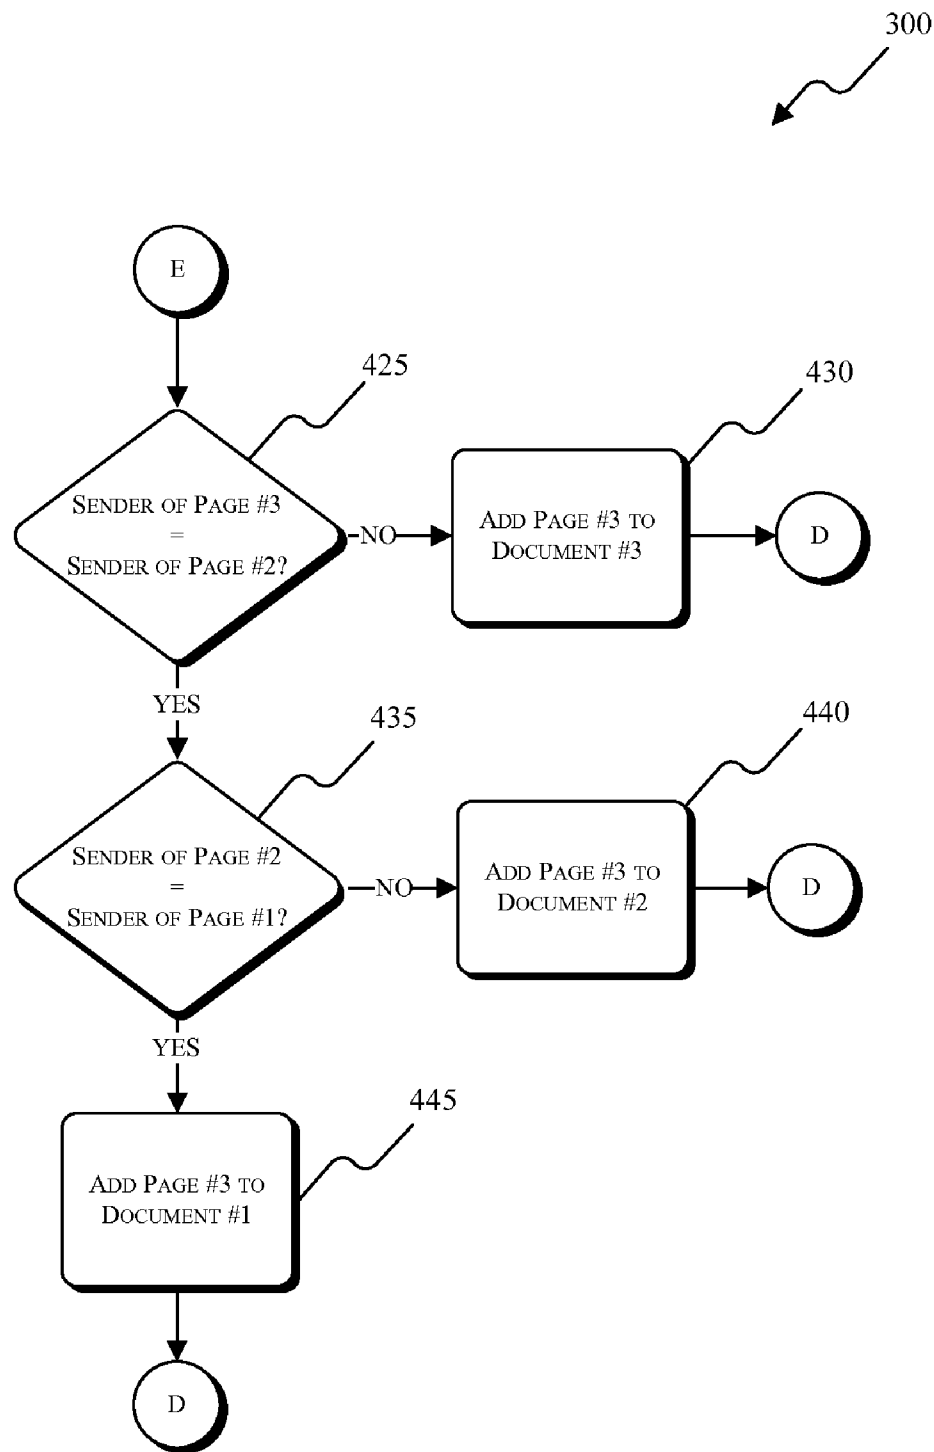 300
E
425
430
SENDER OF PAGE #3
=
SENDER OF PAGE #2?
NO
ADD PAGE #3 TO
DOCUMENT #3
D
YES
435
440
SENDER OF PAGE #2
=
SENDER OF PAGE #1?
NO
ADD PAGE #3 TO
DOCUMENT #2
D
YES
445
ADD PAGE #3 TO
DOCUMENT #1
D